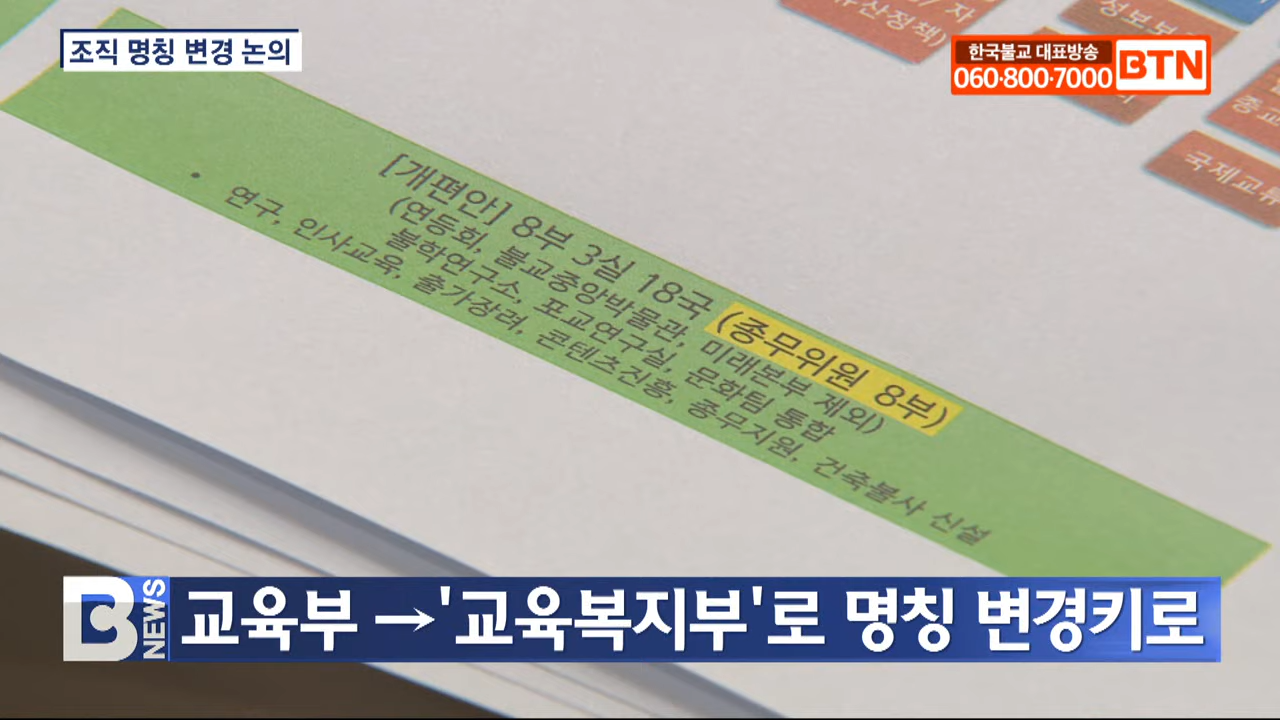 조직 명칭 변경 논의
한국불교 대표방송
060·800·7000
BTN
유산정책)
국제교류
[개편안] 8부 3실 18국 (종무위원 8부)
(연등회, 불교중앙박물관, 미래본부 제외)
불학연구소, 포교연구실, 문화팀 통합
• 연구, 인사교육, 출가장려, 콘텐츠진흥, 종무지원, 건축불사 신설
NEWS
교육부 →'교육복지부'로 명칭 변경키로